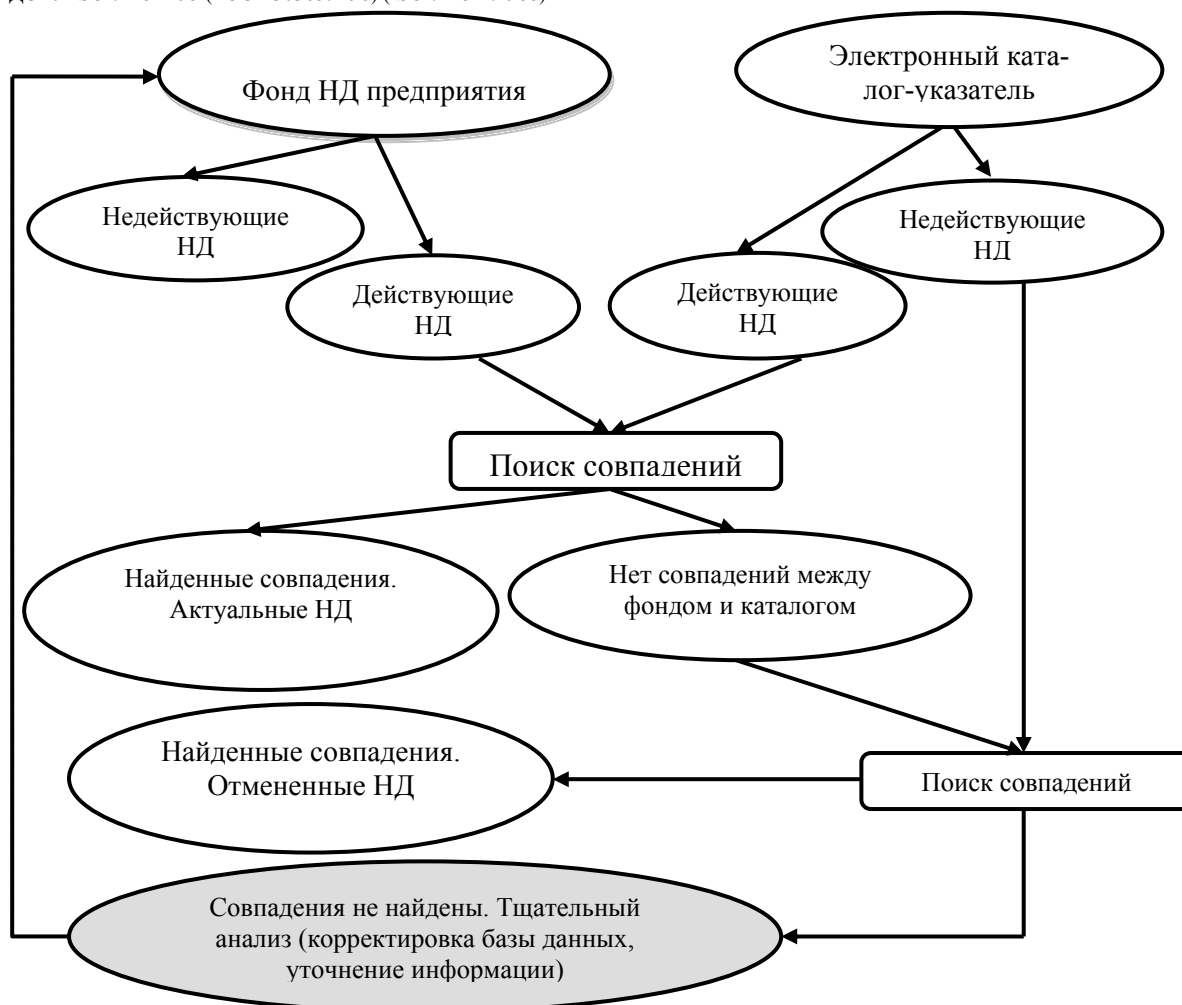 Фонд НД предприятия
Электронный ката-
лог-указатель
Недействующие
НД
Недействующие
НД
Действующие
НД
Действующие
НД
Поиск совпадений
Найденные совпадения.
Актуальные НД
Нет совпадений между
фондом и каталогом
Найденные совпадения.
Отмененные НД
Поиск совпадений
Совпадения не найдены. Тщательный
анализ (корректировка базы данных,
уточнение информации)